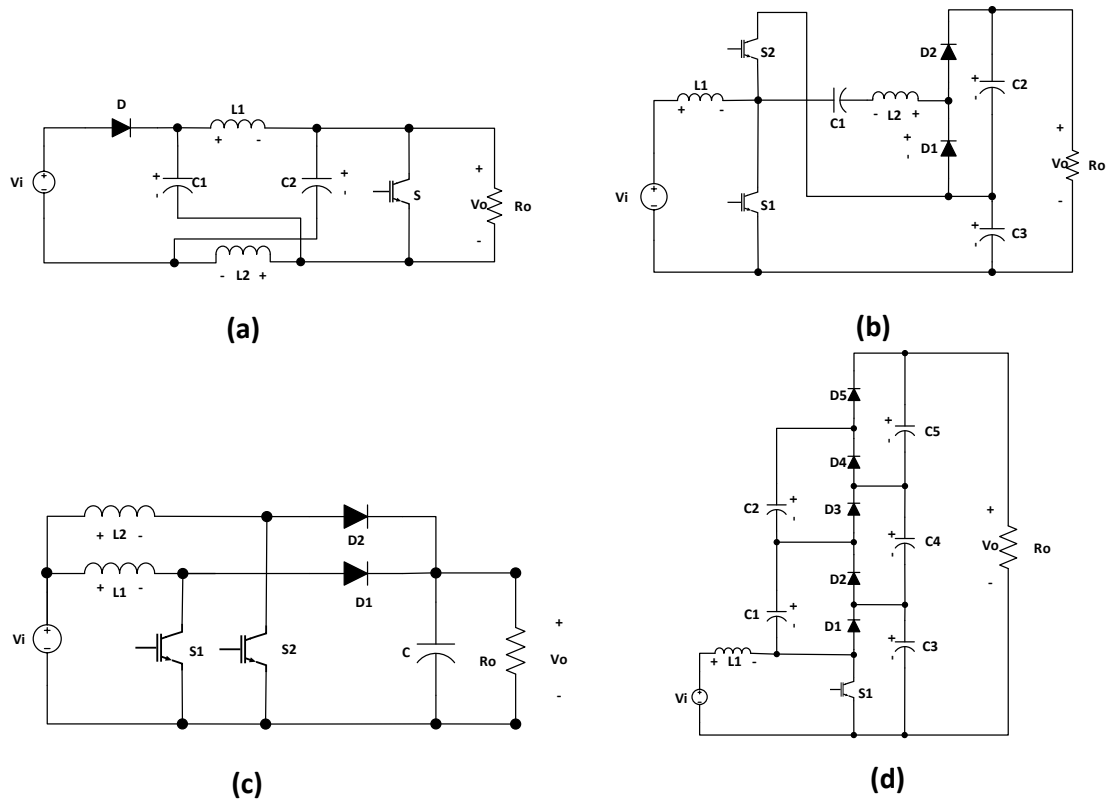 D
L1
+ -
Vi
+
-
+
-
C1
C2
+
-
S
+
Vo
-
Ro
- L2 +
(a)
S2
L1
+ -
C1
- L2 +
D2
+
-
C2
+
-
D1
Vi
+
-
S1
+
Vo
-
Ro
+
-
C3
(b)
L2
+ -
D2
L1
+ -
D1
Vi
+
-
S1
S2
C
Ro
+
Vo
-
(c)
D5
+
-
C5
D4
C2
+
-
D3
+
-
C4
+
Vo
-
Ro
D2
C1
+
-
D1
+
-
C3
+ L1 -
Vi
+
-
S1
(d)